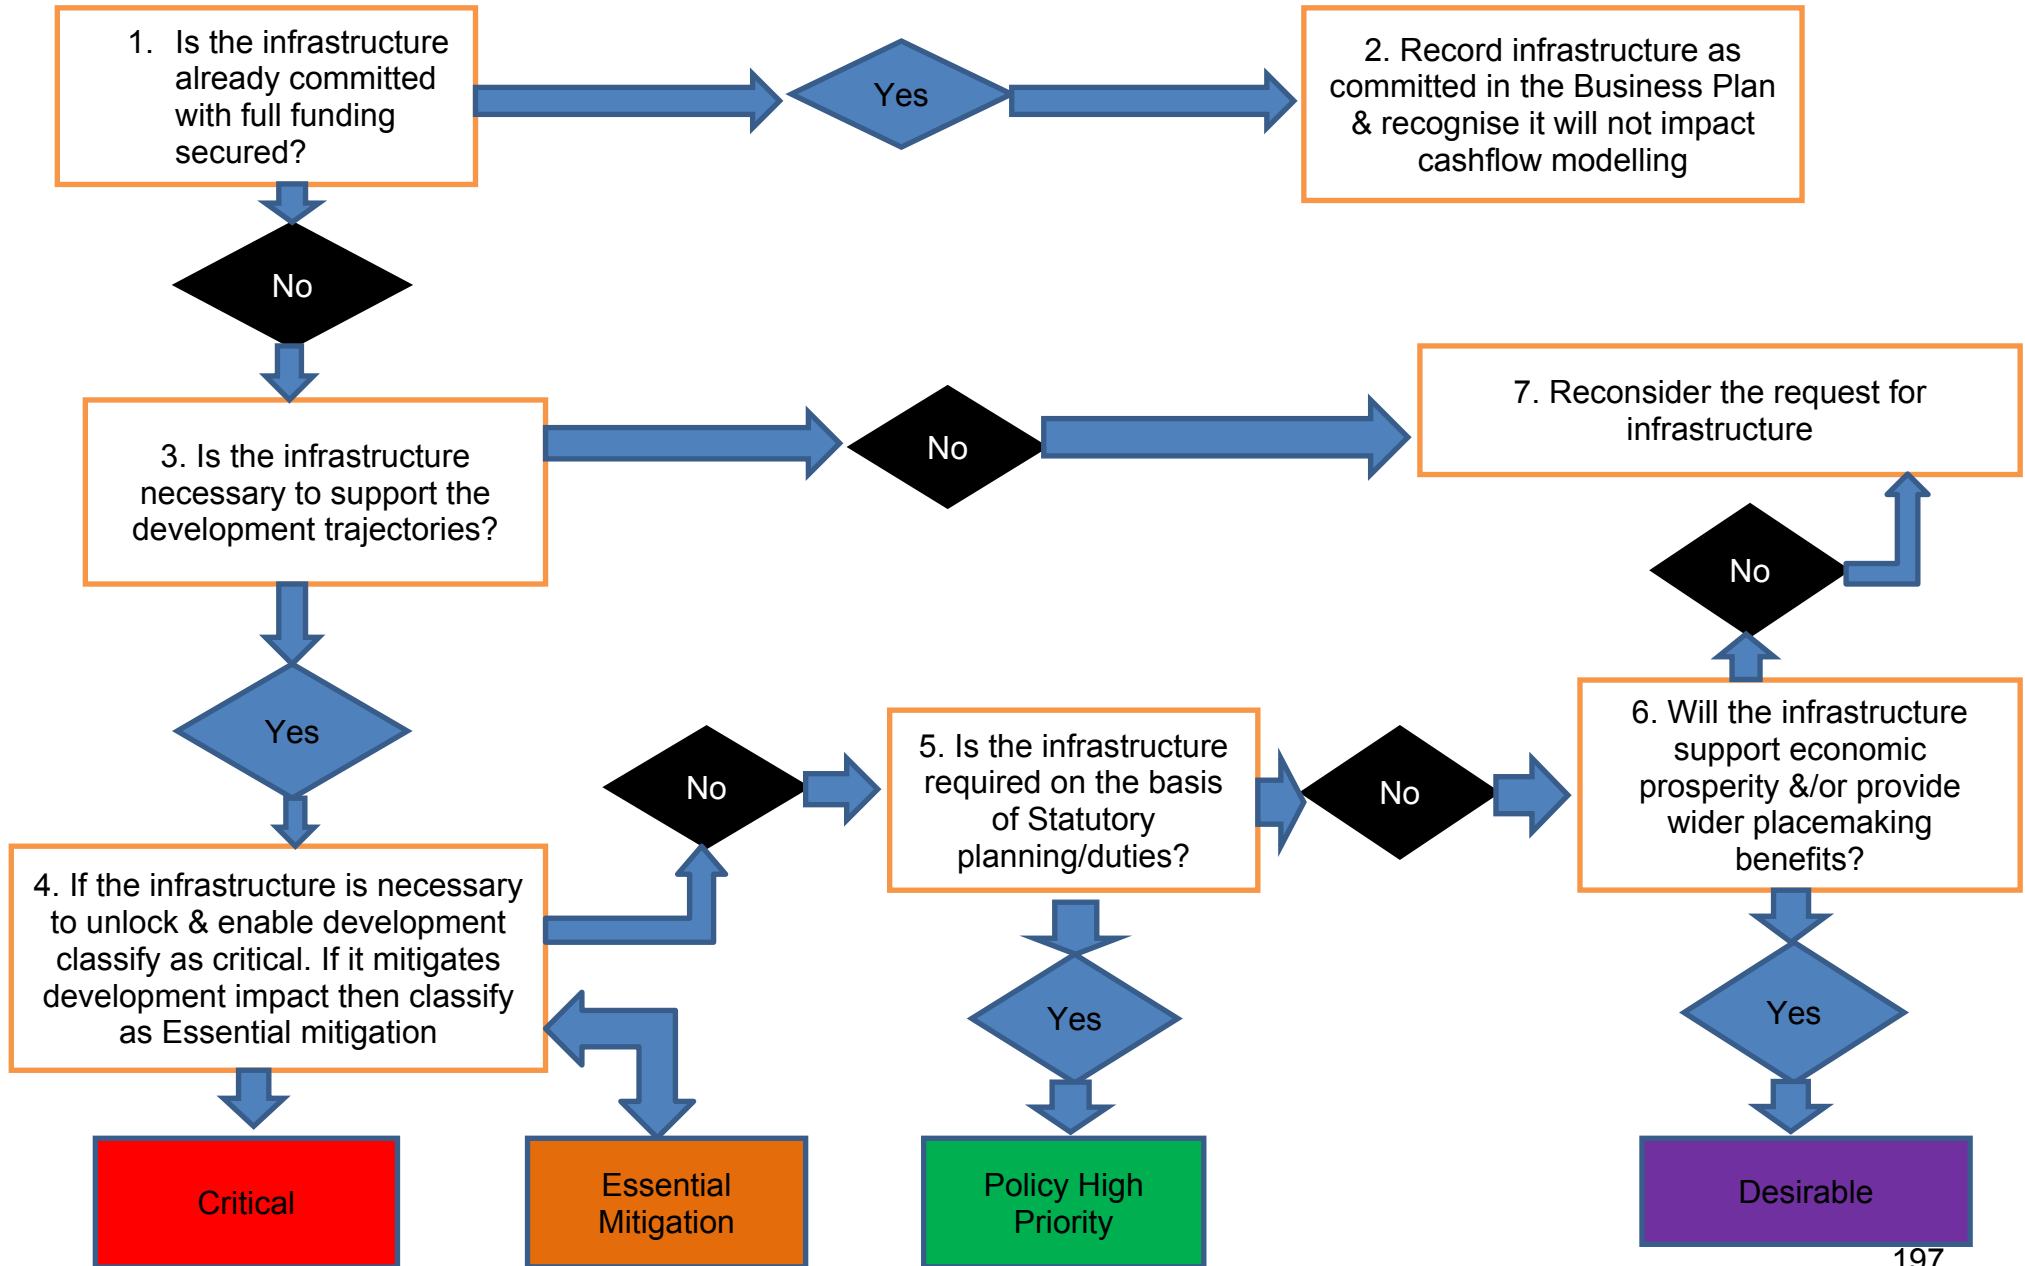 1. Is the infrastructure
already committed
with full funding
secured?
Yes
2. Record infrastructure as
committed in the Business Plan
& recognise it will not impact
cashflow modelling
No
3. Is the infrastructure
necessary to support the
development trajectories?
No
7. Reconsider the request for
infrastructure
No
Yes
No
5. Is the infrastructure
required on the basis
of Statutory
planning/duties?
No
6. Will the infrastructure
support economic
prosperity &/or provide
wider placemaking
benefits?
4. If the infrastructure is necessary
to unlock & enable development
classify as critical. If it mitigates
development impact then classify
as Essential mitigation
Yes
Yes
Critical
Essential
Mitigation
Policy High
Priority
Desirable
197